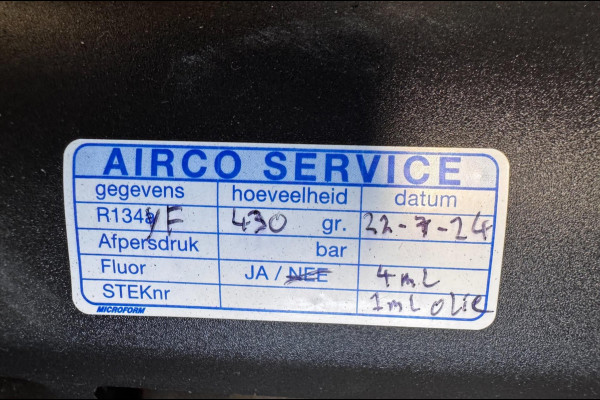 AIRCO SERVICE
gegevens hoeveelheid datum
R134a yF 430 gr. 22-7-24
Afpersdruk bar
Fluor JA / NEE 4mL
STEKnr 1mL OLIE
MICROFORM